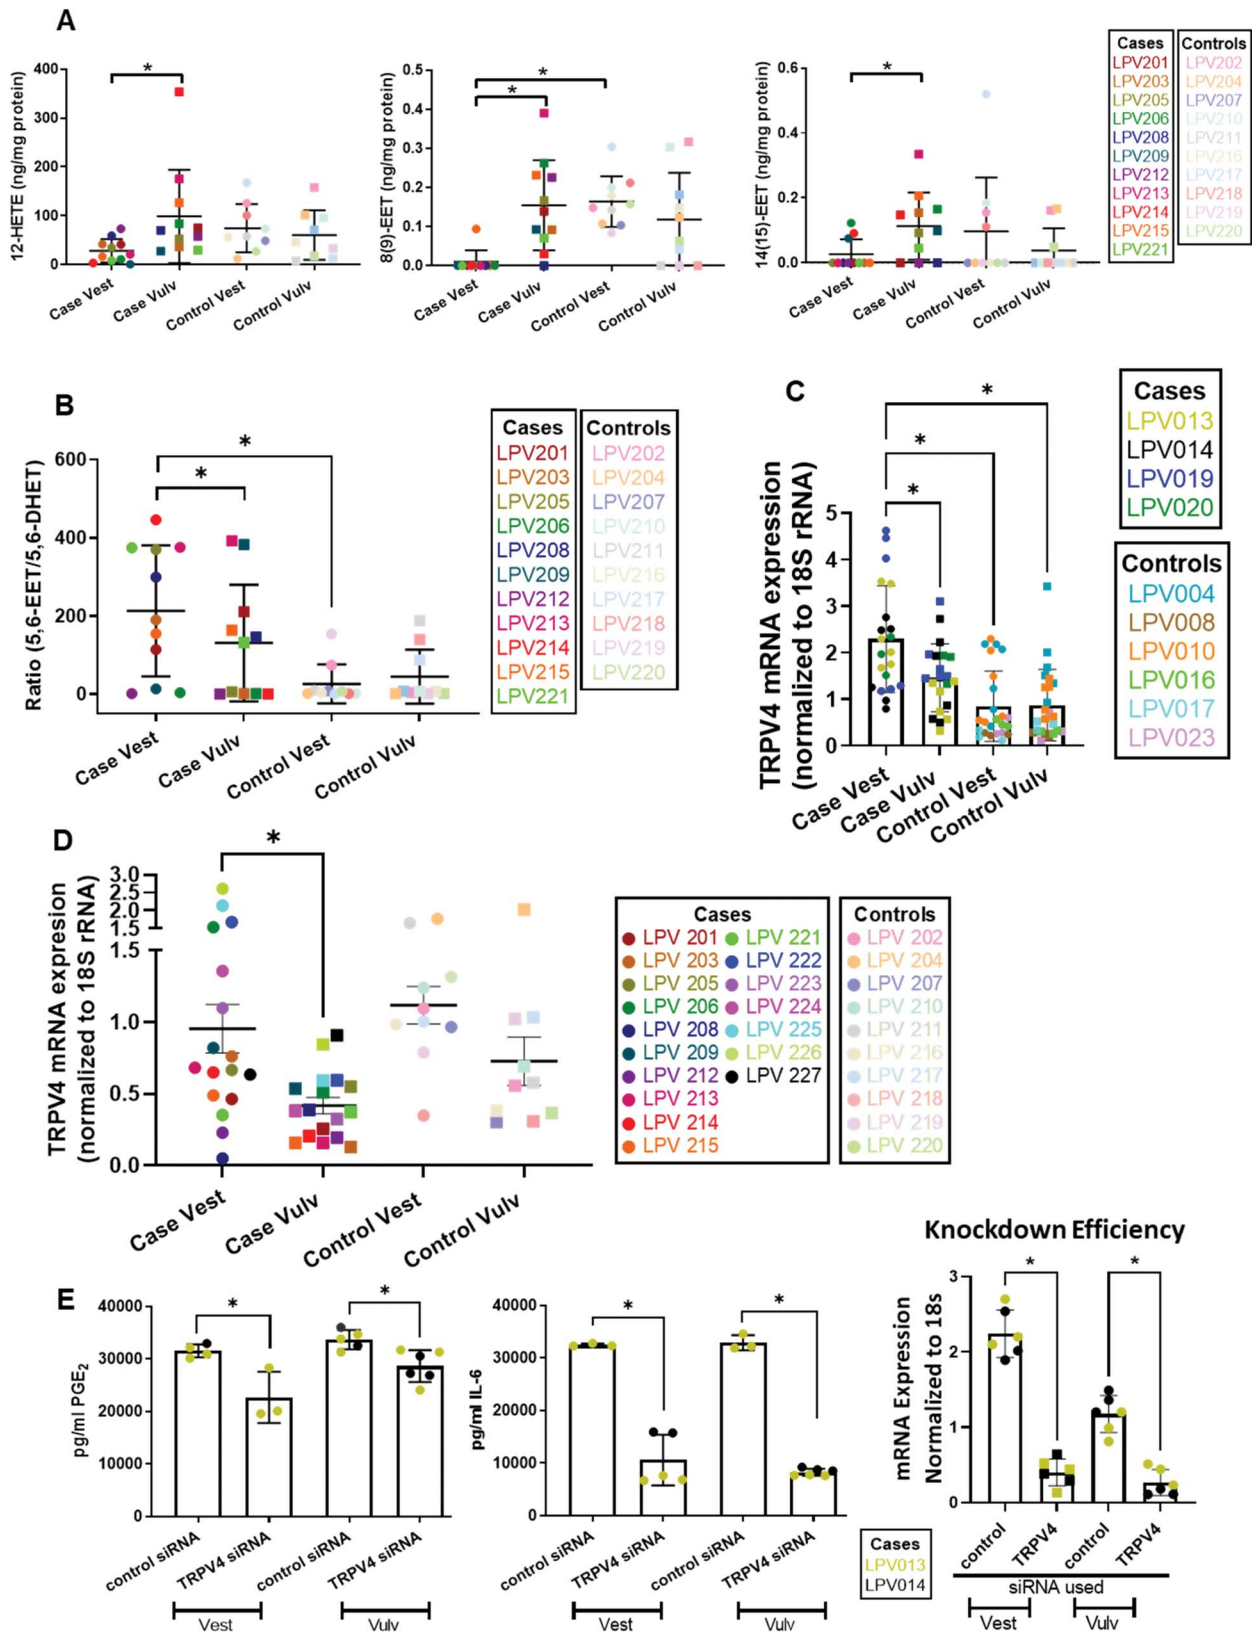 A
12-HETE (ng/mg protein)
400
300
200
100
0
*
Case Vest
Case Vulv
Control Vest
Control Vulv
8(9)-EET (ng/mg protein)
0.5
0.4
0.3
0.2
0.1
0.0
*
*
Case Vest
Case Vulv
Control Vest
Control Vulv
14(15)-EET (ng/mg protein)
0.6
0.4
0.2
0.0
*
Case Vest
Case Vulv
Control Vest
Control Vulv
Cases
LPV201
LPV203
LPV205
LPV206
LPV208
LPV209
LPV212
LPV213
LPV214
LPV215
LPV221
Controls
LPV202
LPV204
LPV207
LPV210
LPV211
LPV216
LPV217
LPV218
LPV219
LPV220
B
Ratio (5,6-EET/5,6-DHET)
600
400
200
0
*
*
Case Vest
Case Vulv
Control Vest
Control Vulv
Cases
LPV201
LPV203
LPV205
LPV206
LPV208
LPV209
LPV212
LPV213
LPV214
LPV215
LPV221
Controls
LPV202
LPV204
LPV207
LPV210
LPV211
LPV216
LPV217
LPV218
LPV219
LPV220
C
TRPV4 mRNA expression
(normalized to 18S rRNA)
5
4
3
2
1
0
*
*
*
Case Vest
Case Vulv
Control Vest
Control Vulv
Cases
LPV013
LPV014
LPV019
LPV020
Controls
LPV004
LPV008
LPV010
LPV016
LPV017
LPV023
D
TRPV4 mRNA expression
(normalized to 18S rRNA)
3.0
2.5
2.0
1.5
1.5
1.0
0.5
0.0
*
Case Vest
Case Vulv
Control Vest
Control Vulv
Cases
LPV 201 LPV 221
LPV 203 LPV 222
LPV 205 LPV 223
LPV 206 LPV 224
LPV 208 LPV 225
LPV 209 LPV 226
LPV 212 LPV 227
LPV 213
LPV 214
LPV 215
Controls
LPV 202
LPV 204
LPV 207
LPV 210
LPV 211
LPV 216
LPV 217
LPV 218
LPV 219
LPV 220
E
pg/ml PGE2
40000
30000
20000
10000
0
*
*
control siRNA
TRPV4 siRNA
control siRNA
TRPV4 siRNA
Vest
Vulv
pg/ml IL-6
40000
30000
20000
10000
0
*
*
control siRNA
TRPV4 siRNA
control siRNA
TRPV4 siRNA
Vest
Vulv
Cases
LPV013
LPV014
Knockdown Efficiency
mRNA Expression
Normalized to 18s
3
2
1
0
*
*
control
TRPV4
control
TRPV4
siRNA used
Vest
Vulv